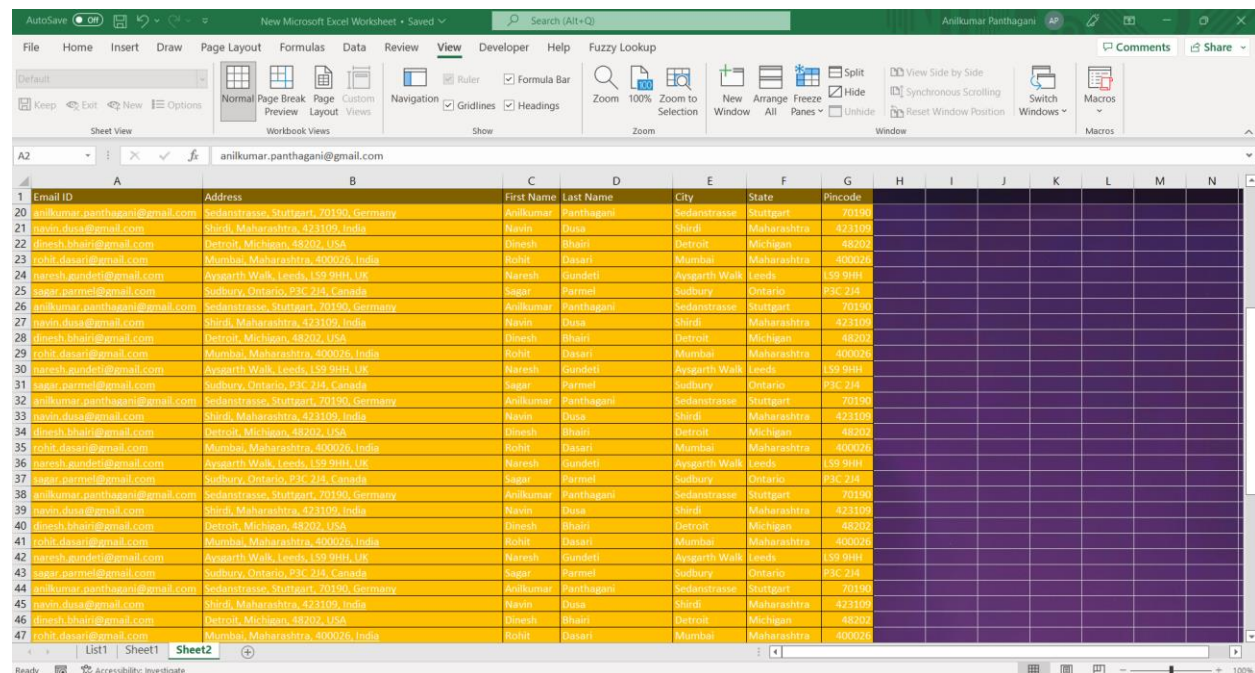 AutoSave Off New Microsoft Excel Worksheet • Saved Search (Alt+Q) Anilkumar Panthagani AP
File Home Insert Draw Page Layout Formulas Data Review View Developer Help Fuzzy Lookup Comments Share
Default
Keep Exit New Options
Sheet View
Normal Page Break Preview Page Layout Custom Views
Workbook Views
Navigation Ruler Formula Bar
Gridlines Headings
Show
Zoom 100% Zoom to Selection
Zoom
New Window Arrange All Freeze Panes Split
Hide
Unhide
View Side by Side
Synchronous Scrolling
Reset Window Position
Switch Windows
Window
Macros
Macros
A2 fx anilkumar.panthagani@gmail.com
A B C D E F G H I J K L M N
1 Email ID Address First Name Last Name City State Pincode
20 anilkumar.panthagani@gmail.com Sedanstrasse, Stuttgart, 70190, Germany Anilkumar Panthagani Sedanstrasse Stuttgart 70190
21 navin.dusa@gmail.com Shirdi, Maharashtra, 423109, India Navin Dusa Shirdi Maharashtra 423109
22 dinesh.bhairi@gmail.com Detroit, Michigan, 48202, USA Dinesh Bhairi Detroit Michigan 48202
23 rohit.dasari@gmail.com Mumbai, Maharashtra, 400026, India Rohit Dasari Mumbai Maharashtra 400026
24 naresh.gundeti@gmail.com Aysgarth Walk, Leeds, LS9 9HH, UK Naresh Gundeti Aysgarth Walk Leeds LS9 9HH
25 sagar.parmel@gmail.com Sudbury, Ontario, P3C 2J4, Canada Sagar Parmel Sudbury Ontario P3C 2J4
26 anilkumar.panthagani@gmail.com Sedanstrasse, Stuttgart, 70190, Germany Anilkumar Panthagani Sedanstrasse Stuttgart 70190
27 navin.dusa@gmail.com Shirdi, Maharashtra, 423109, India Navin Dusa Shirdi Maharashtra 423109
28 dinesh.bhairi@gmail.com Detroit, Michigan, 48202, USA Dinesh Bhairi Detroit Michigan 48202
29 rohit.dasari@gmail.com Mumbai, Maharashtra, 400026, India Rohit Dasari Mumbai Maharashtra 400026
30 naresh.gundeti@gmail.com Aysgarth Walk, Leeds, LS9 9HH, UK Naresh Gundeti Aysgarth Walk Leeds LS9 9HH
31 sagar.parmel@gmail.com Sudbury, Ontario, P3C 2J4, Canada Sagar Parmel Sudbury Ontario P3C 2J4
32 anilkumar.panthagani@gmail.com Sedanstrasse, Stuttgart, 70190, Germany Anilkumar Panthagani Sedanstrasse Stuttgart 70190
33 navin.dusa@gmail.com Shirdi, Maharashtra, 423109, India Navin Dusa Shirdi Maharashtra 423109
34 dinesh.bhairi@gmail.com Detroit, Michigan, 48202, USA Dinesh Bhairi Detroit Michigan 48202
35 rohit.dasari@gmail.com Mumbai, Maharashtra, 400026, India Rohit Dasari Mumbai Maharashtra 400026
36 naresh.gundeti@gmail.com Aysgarth Walk, Leeds, LS9 9HH, UK Naresh Gundeti Aysgarth Walk Leeds LS9 9HH
37 sagar.parmel@gmail.com Sudbury, Ontario, P3C 2J4, Canada Sagar Parmel Sudbury Ontario P3C 2J4
38 anilkumar.panthagani@gmail.com Sedanstrasse, Stuttgart, 70190, Germany Anilkumar Panthagani Sedanstrasse Stuttgart 70190
39 navin.dusa@gmail.com Shirdi, Maharashtra, 423109, India Navin Dusa Shirdi Maharashtra 423109
40 dinesh.bhairi@gmail.com Detroit, Michigan, 48202, USA Dinesh Bhairi Detroit Michigan 48202
41 rohit.dasari@gmail.com Mumbai, Maharashtra, 400026, India Rohit Dasari Mumbai Maharashtra 400026
42 naresh.gundeti@gmail.com Aysgarth Walk, Leeds, LS9 9HH, UK Naresh Gundeti Aysgarth Walk Leeds LS9 9HH
43 sagar.parmel@gmail.com Sudbury, Ontario, P3C 2J4, Canada Sagar Parmel Sudbury Ontario P3C 2J4
44 anilkumar.panthagani@gmail.com Sedanstrasse, Stuttgart, 70190, Germany Anilkumar Panthagani Sedanstrasse Stuttgart 70190
45 navin.dusa@gmail.com Shirdi, Maharashtra, 423109, India Navin Dusa Shirdi Maharashtra 423109
46 dinesh.bhairi@gmail.com Detroit, Michigan, 48202, USA Dinesh Bhairi Detroit Michigan 48202
47 rohit.dasari@gmail.com Mumbai, Maharashtra, 400026, India Rohit Dasari Mumbai Maharashtra 400026
List1 Sheet1 Sheet2
Ready Accessibility: Investigate 100%